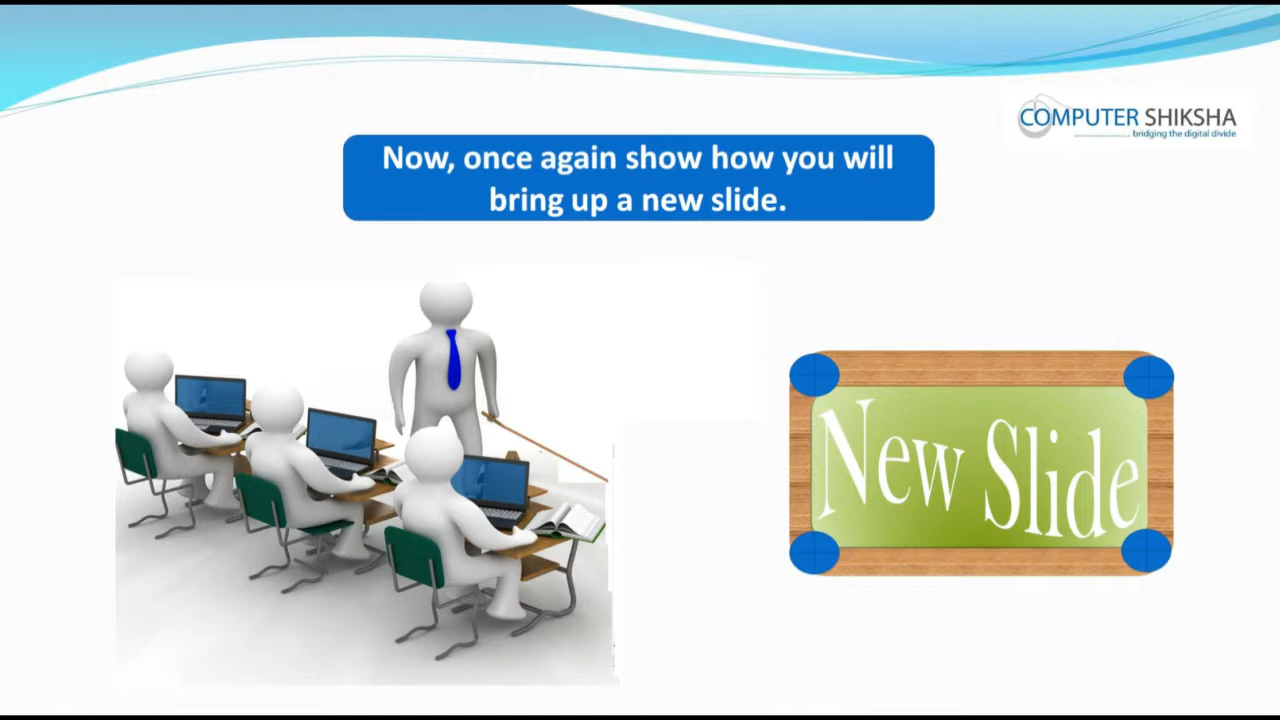 COMPUTER SHIKSHA
bridging the digital divide
Now, once again show how you will
bring up a new slide.
New Slide